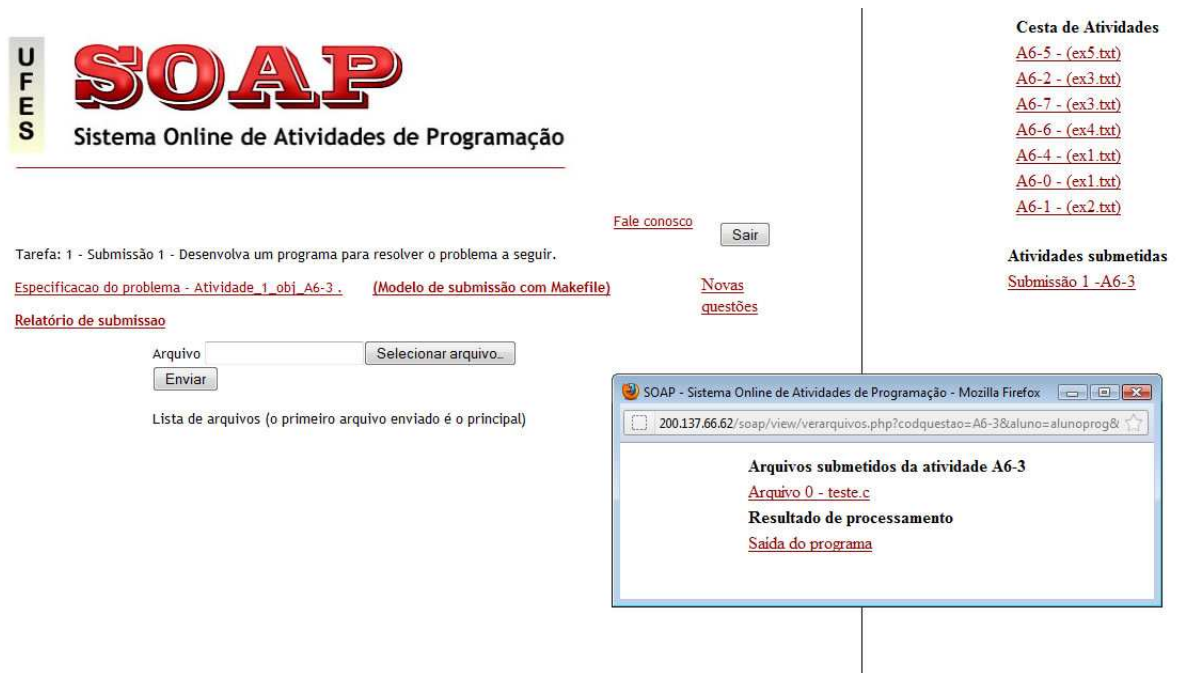 UFES
SOAP
Sistema Online de Atividades de Programação
Fale conosco
Sair
Tarefa: 1 - Submissão 1 - Desenvolva um programa para resolver o problema a seguir.
Especificacao do problema - Atividade_1_obj_A6-3 .
(Modelo de submissão com Makefile)
Novas
questões
Relatório de submissao
Arquivo
Selecionar arquivo...
Enviar
Lista de arquivos (o primeiro arquivo enviado é o principal)
Cesta de Atividades
A6-5 - (ex5.txt)
A6-2 - (ex3.txt)
A6-7 - (ex3.txt)
A6-6 - (ex4.txt)
A6-4 - (ex1.txt)
A6-0 - (ex1.txt)
A6-1 - (ex2.txt)
Atividades submetidas
Submissão 1 -A6-3
SOAP - Sistema Online de Atividades de Programação - Mozilla Firefox
200.137.66.62/soap/view/verarquivos.php?codquestao=A6-3&aluno=alunoprog&
Arquivos submetidos da atividade A6-3
Arquivo 0 - teste.c
Resultado de processamento
Saída do programa